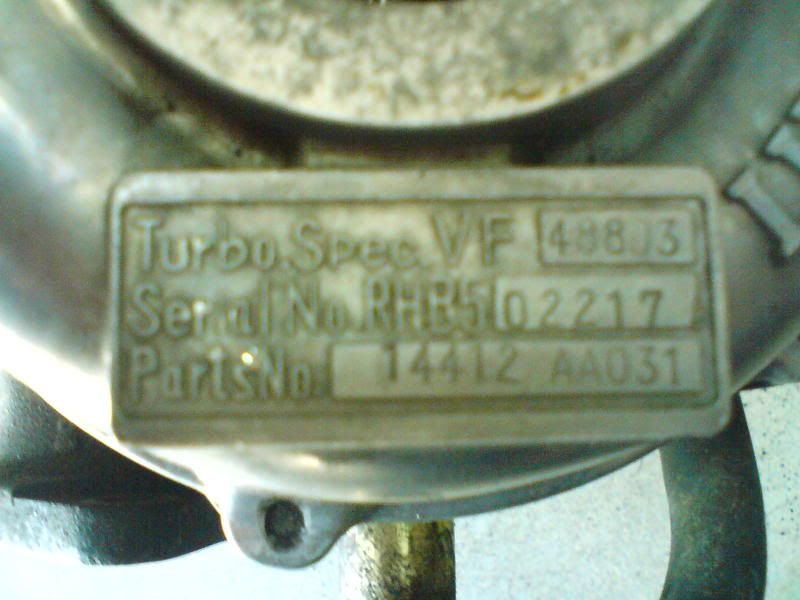 Turbo.Spec. VF 488J3
Serial No. RHB5 02217
Parts No. 14412 AA031